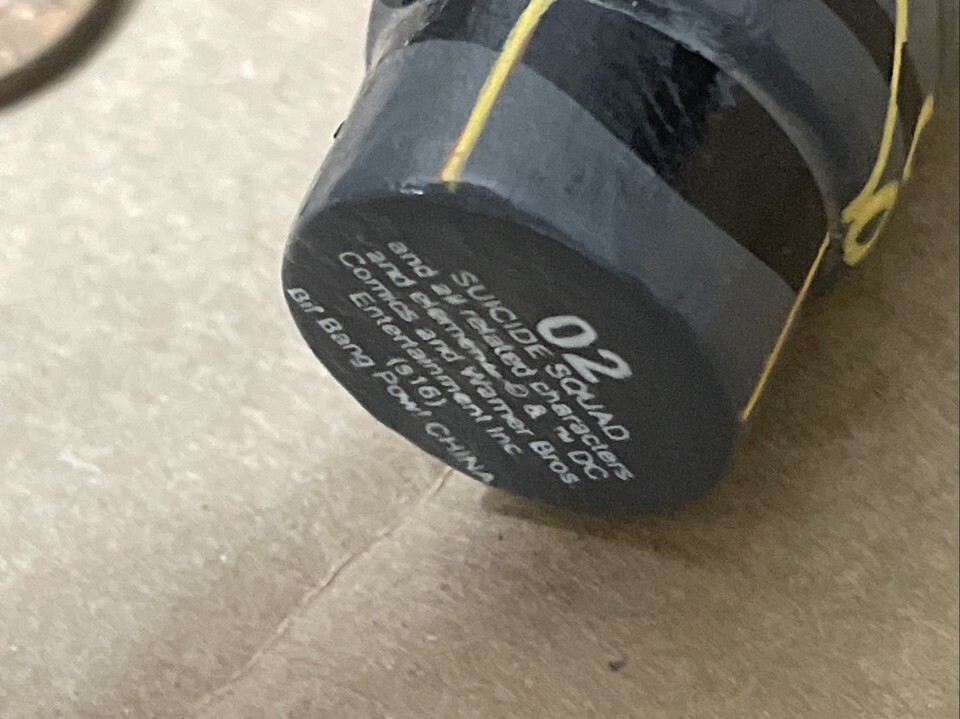 02
SUICIDE SQUAD
and all related characters
and elements © & ™ DC
Comics and Warner Bros.
Entertainment Inc
(s16)
Bif Bang Pow! CHINA